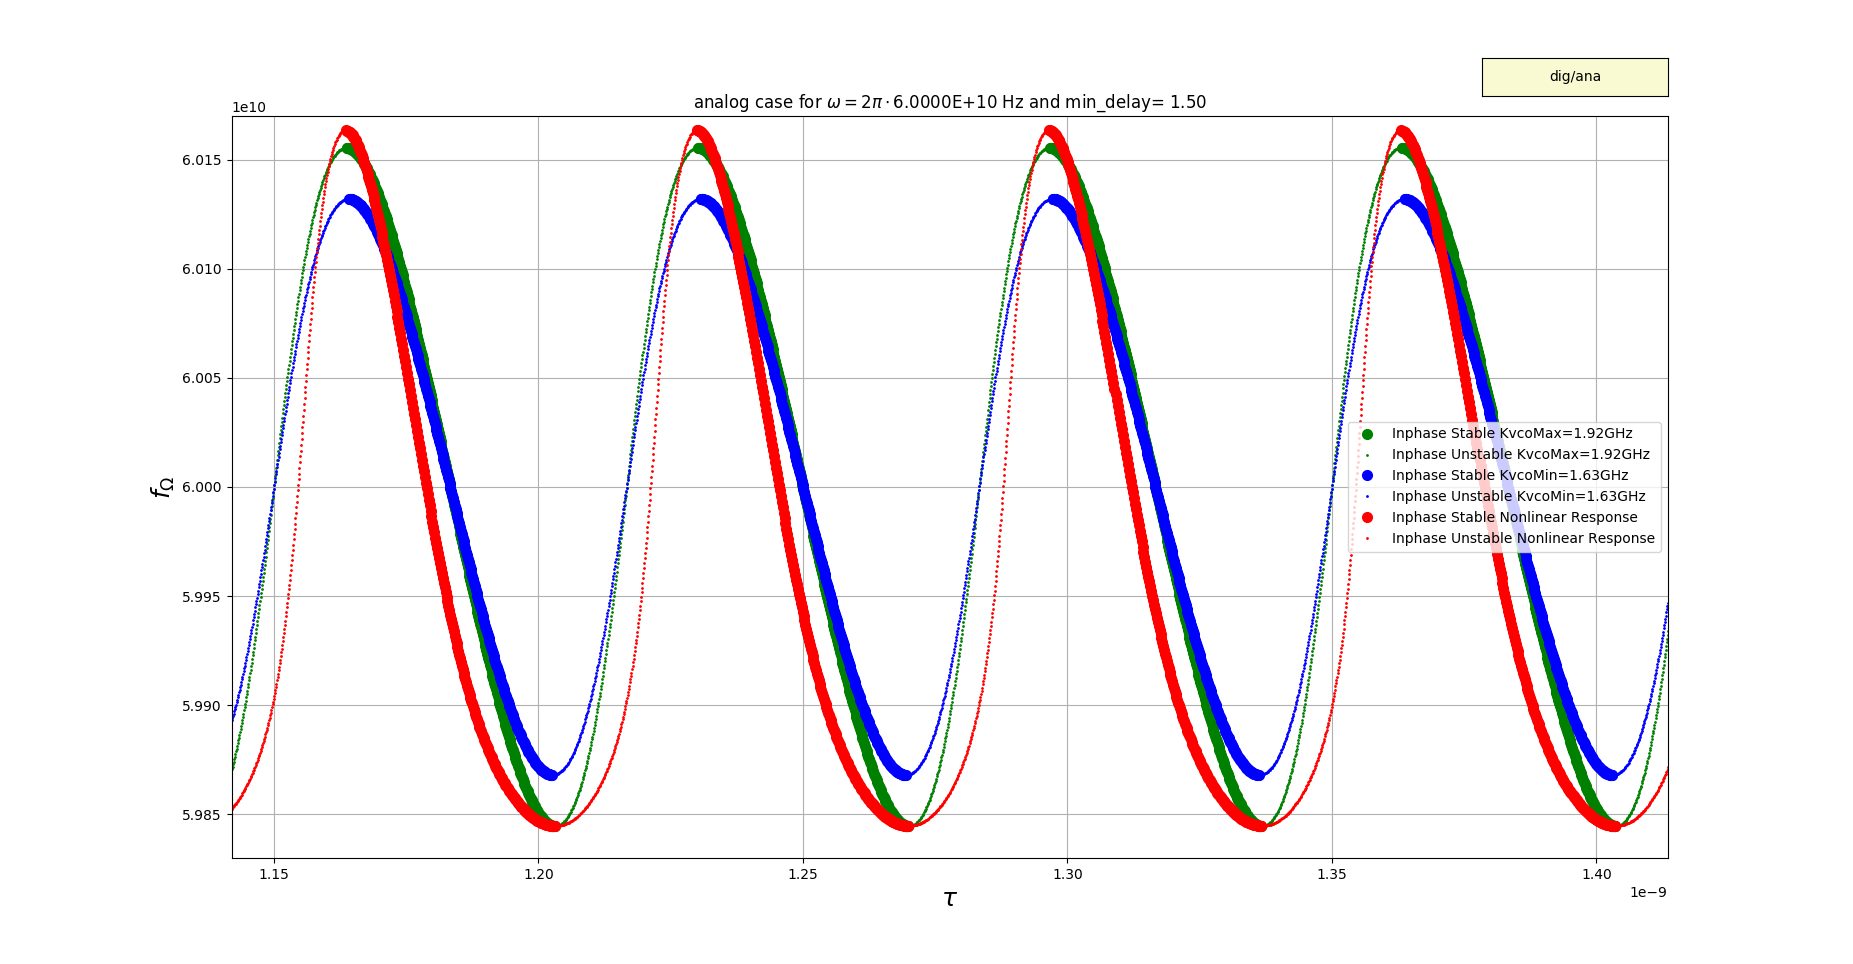 dig/ana
1e10
analog case for ω = 2π · 6.0000E+10 Hz and min_delay= 1.50
6.015
6.010
6.005
6.000
5.995
5.990
5.985
f_Ω
Inphase Stable KvcoMax=1.92GHz
Inphase Unstable KvcoMax=1.92GHz
Inphase Stable KvcoMin=1.63GHz
Inphase Unstable KvcoMin=1.63GHz
Inphase Stable Nonlinear Response
Inphase Unstable Nonlinear Response
1.15 1.20 1.25 1.30 1.35 1.40
1e−9
τ